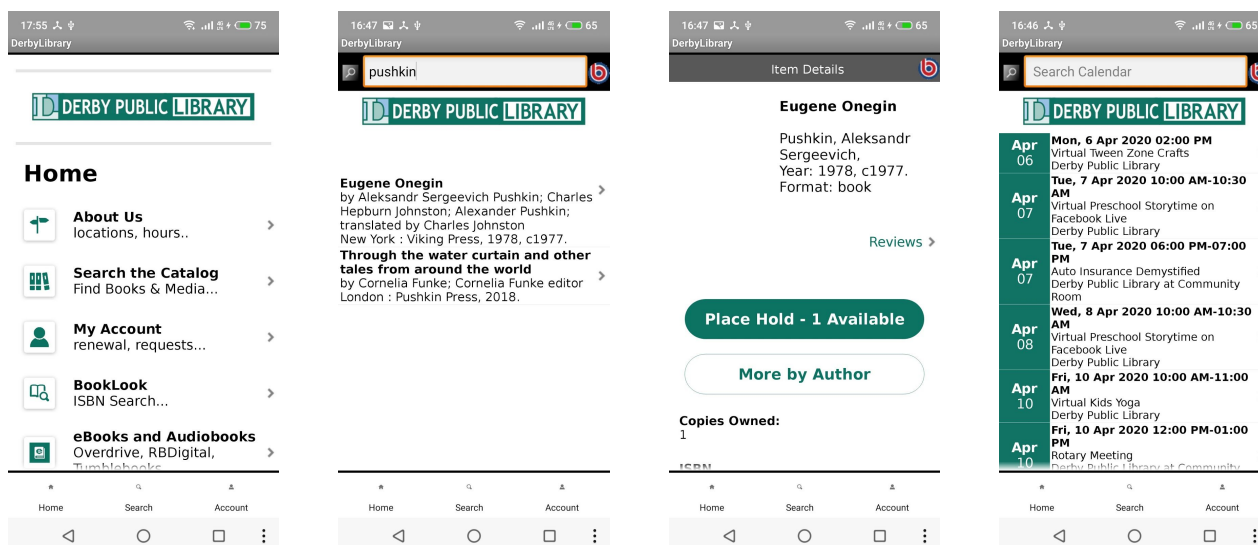 17:55
75
DerbyLibrary
DERBY PUBLIC LIBRARY
Home
About Us
locations, hours..
Search the Catalog
Find Books & Media...
My Account
renewal, requests...
BookLook
ISBN Search...
eBooks and Audiobooks
Overdrive, RBDigital,
Tumblebooks
Home
Search
Account
16:47
65
DerbyLibrary
pushkin
DERBY PUBLIC LIBRARY
Eugene Onegin
by Aleksandr Sergeevich Pushkin; Charles
Hepburn Johnston; Alexander Pushkin;
translated by Charles Johnston
New York : Viking Press, 1978, c1977.
Through the water curtain and other
tales from around the world
by Cornelia Funke; Cornelia Funke editor
London : Pushkin Press, 2018.
Home
Search
Account
16:47
65
DerbyLibrary
Item Details
Eugene Onegin
Pushkin, Aleksandr
Sergeevich,
Year: 1978, c1977.
Format: book
Reviews
Place Hold - 1 Available
More by Author
Copies Owned:
1
ISBN
Home
Search
Account
16:46
65
DerbyLibrary
Search Calendar
DERBY PUBLIC LIBRARY
Apr
06
Mon, 6 Apr 2020 02:00 PM
Virtual Tween Zone Crafts
Derby Public Library
Apr
07
Tue, 7 Apr 2020 10:00 AM-10:30
AM
Virtual Preschool Storytime on
Facebook Live
Derby Public Library
Apr
07
Tue, 7 Apr 2020 06:00 PM-07:00
PM
Auto Insurance Demystified
Derby Public Library at Community
Room
Apr
08
Wed, 8 Apr 2020 10:00 AM-10:30
AM
Virtual Preschool Storytime on
Facebook Live
Derby Public Library
Apr
10
Fri, 10 Apr 2020 10:00 AM-11:00
AM
Virtual Kids Yoga
Derby Public Library
Apr
10
Fri, 10 Apr 2020 12:00 PM-01:00
PM
Rotary Meeting
Derby Public Library at Community
Home
Search
Account